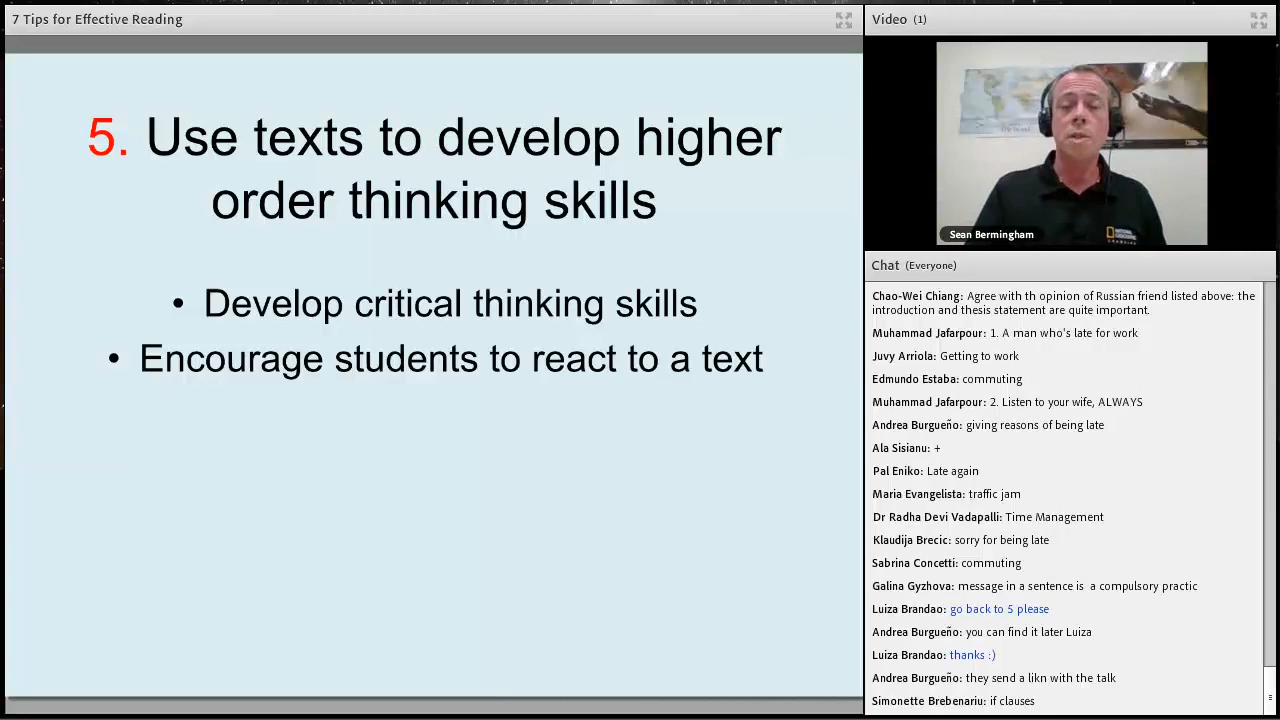 7 Tips for Effective Reading
5. Use texts to develop higher
order thinking skills
• Develop critical thinking skills
• Encourage students to react to a text
Video (1)
NATIONAL
GEOGRAPHIC
LEARNING
Sean Bermingham
Chat (Everyone)
Chao-Wei Chiang: Agree with th opinion of Russian friend listed above: the
introduction and thesis statement are quite important.
Muhammad Jafarpour: 1. A man who's late for work
Juvy Arriola: Getting to work
Edmundo Estaba: commuting
Muhammad Jafarpour: 2. Listen to your wife, ALWAYS
Andrea Burgueño: giving reasons of being late
Ala Sisianu: +
Pal Eniko: Late again
Maria Evangelista: traffic jam
Dr Radha Devi Vadapalli: Time Management
Klaudija Brecic: sorry for being late
Sabrina Concetti: commuting
Galina Gyzhova: message in a sentence is  a compulsory practic
Luiza Brandao: go back to 5 please
Andrea Burgueño: you can find it later Luiza
Luiza Brandao: thanks :)
Andrea Burgueño: they send a likn with the talk
Simonette Brebenariu: if clauses